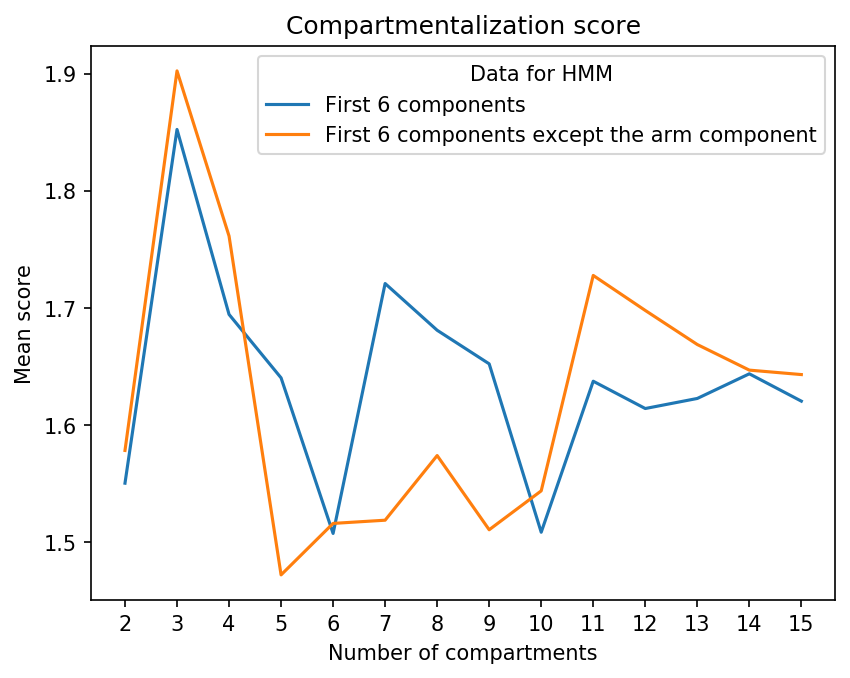 Compartmentalization score
Data for HMM
First 6 components
First 6 components except the arm component
Mean score
1.9
1.8
1.7
1.6
1.5
2 3 4 5 6 7 8 9 10 11 12 13 14 15
Number of compartments